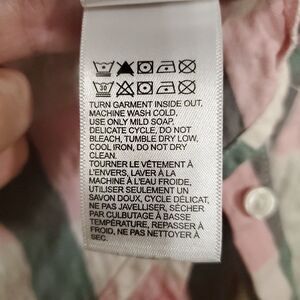 30
TURN GARMENT INSIDE OUT,
MACHINE WASH COLD,
USE ONLY MILD SOAP,
DELICATE CYCLE, DO NOT
BLEACH, TUMBLE DRY LOW,
COOL IRON, DO NOT DRY
CLEAN.
TOURNER LE VÊTEMENT À
L'ENVERS, LAVER À LA
MACHINE À L'EAU FROIDE,
UTILISER SEULEMENT UN
SAVON DOUX, CYCLE DÉLICAT,
NE PAS JAVELLISER, SÉCHER
PAR CULBUTAGE À BASSE
TEMPÉRATURE, REPASSER À
FROID, NE PAS NETTOYER À
SEC.